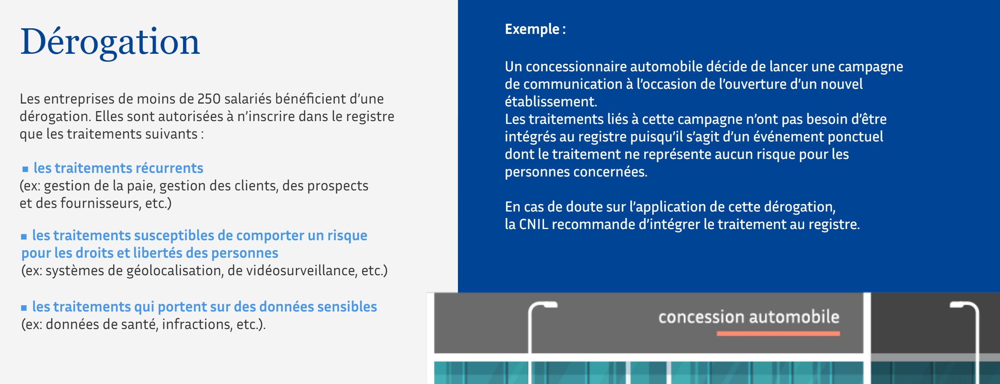 Dérogation
Les entreprises de moins de 250 salariés bénéficient d’une
dérogation. Elles sont autorisées à n’inscrire dans le registre
que les traitements suivants :
▪ les traitements récurrents
(ex: gestion de la paie, gestion des clients, des prospects
et des fournisseurs, etc.)
▪ les traitements susceptibles de comporter un risque
pour les droits et libertés des personnes
(ex: systèmes de géolocalisation, de vidéosurveillance, etc.)
▪ les traitements qui portent sur des données sensibles
(ex: données de santé, infractions, etc.).
Exemple :
Un concessionnaire automobile décide de lancer une campagne
de communication à l’occasion de l’ouverture d’un nouvel
établissement.
Les traitements liés à cette campagne n’ont pas besoin d’être
intégrés au registre puisqu’il s’agit d’un événement ponctuel
dont le traitement ne représente aucun risque pour les
personnes concernées.
En cas de doute sur l’application de cette dérogation,
la CNIL recommande d’intégrer le traitement au registre.
concession automobile